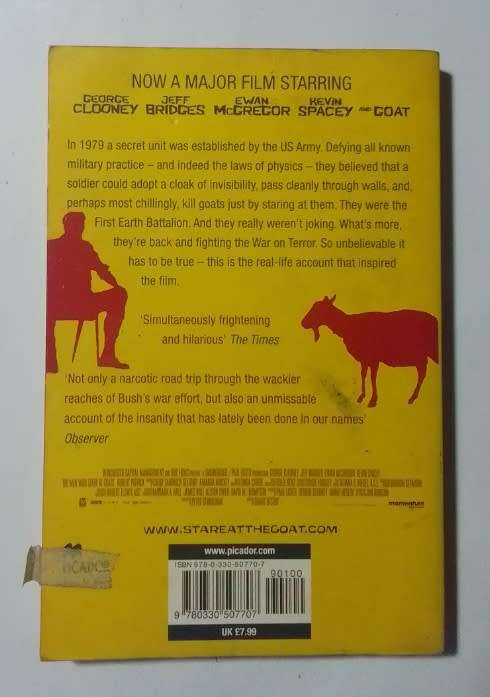 NOW A MAJOR FILM STARRING
GEORGE CLOONEY JEFF BRIDGES EWAN McGREGOR KEVIN SPACEY AND GOAT
In 1979 a secret unit was established by the US Army. Defying all known
military practice – and indeed the laws of physics – they believed that a
soldier could adopt a cloak of invisibility, pass cleanly through walls, and,
perhaps most chillingly, kill goats just by staring at them. They were the
First Earth Battalion. And they really weren't joking. What's more,
they're back and fighting the War on Terror. So unbelievable it
has to be true – this is the real-life account that inspired
the film.
'Simultaneously frightening
and hilarious' The Times
'Not only a narcotic road trip through the wackier
reaches of Bush's war effort, but also an unmissable
account of the insanity that has lately been done in our names'
Observer
momentum
WWW.STAREATTHEGOAT.COM
PICADOR
www.picador.com
ISBN 978-0-330-50770-7
90100
9 780330 507707
UK £7.99